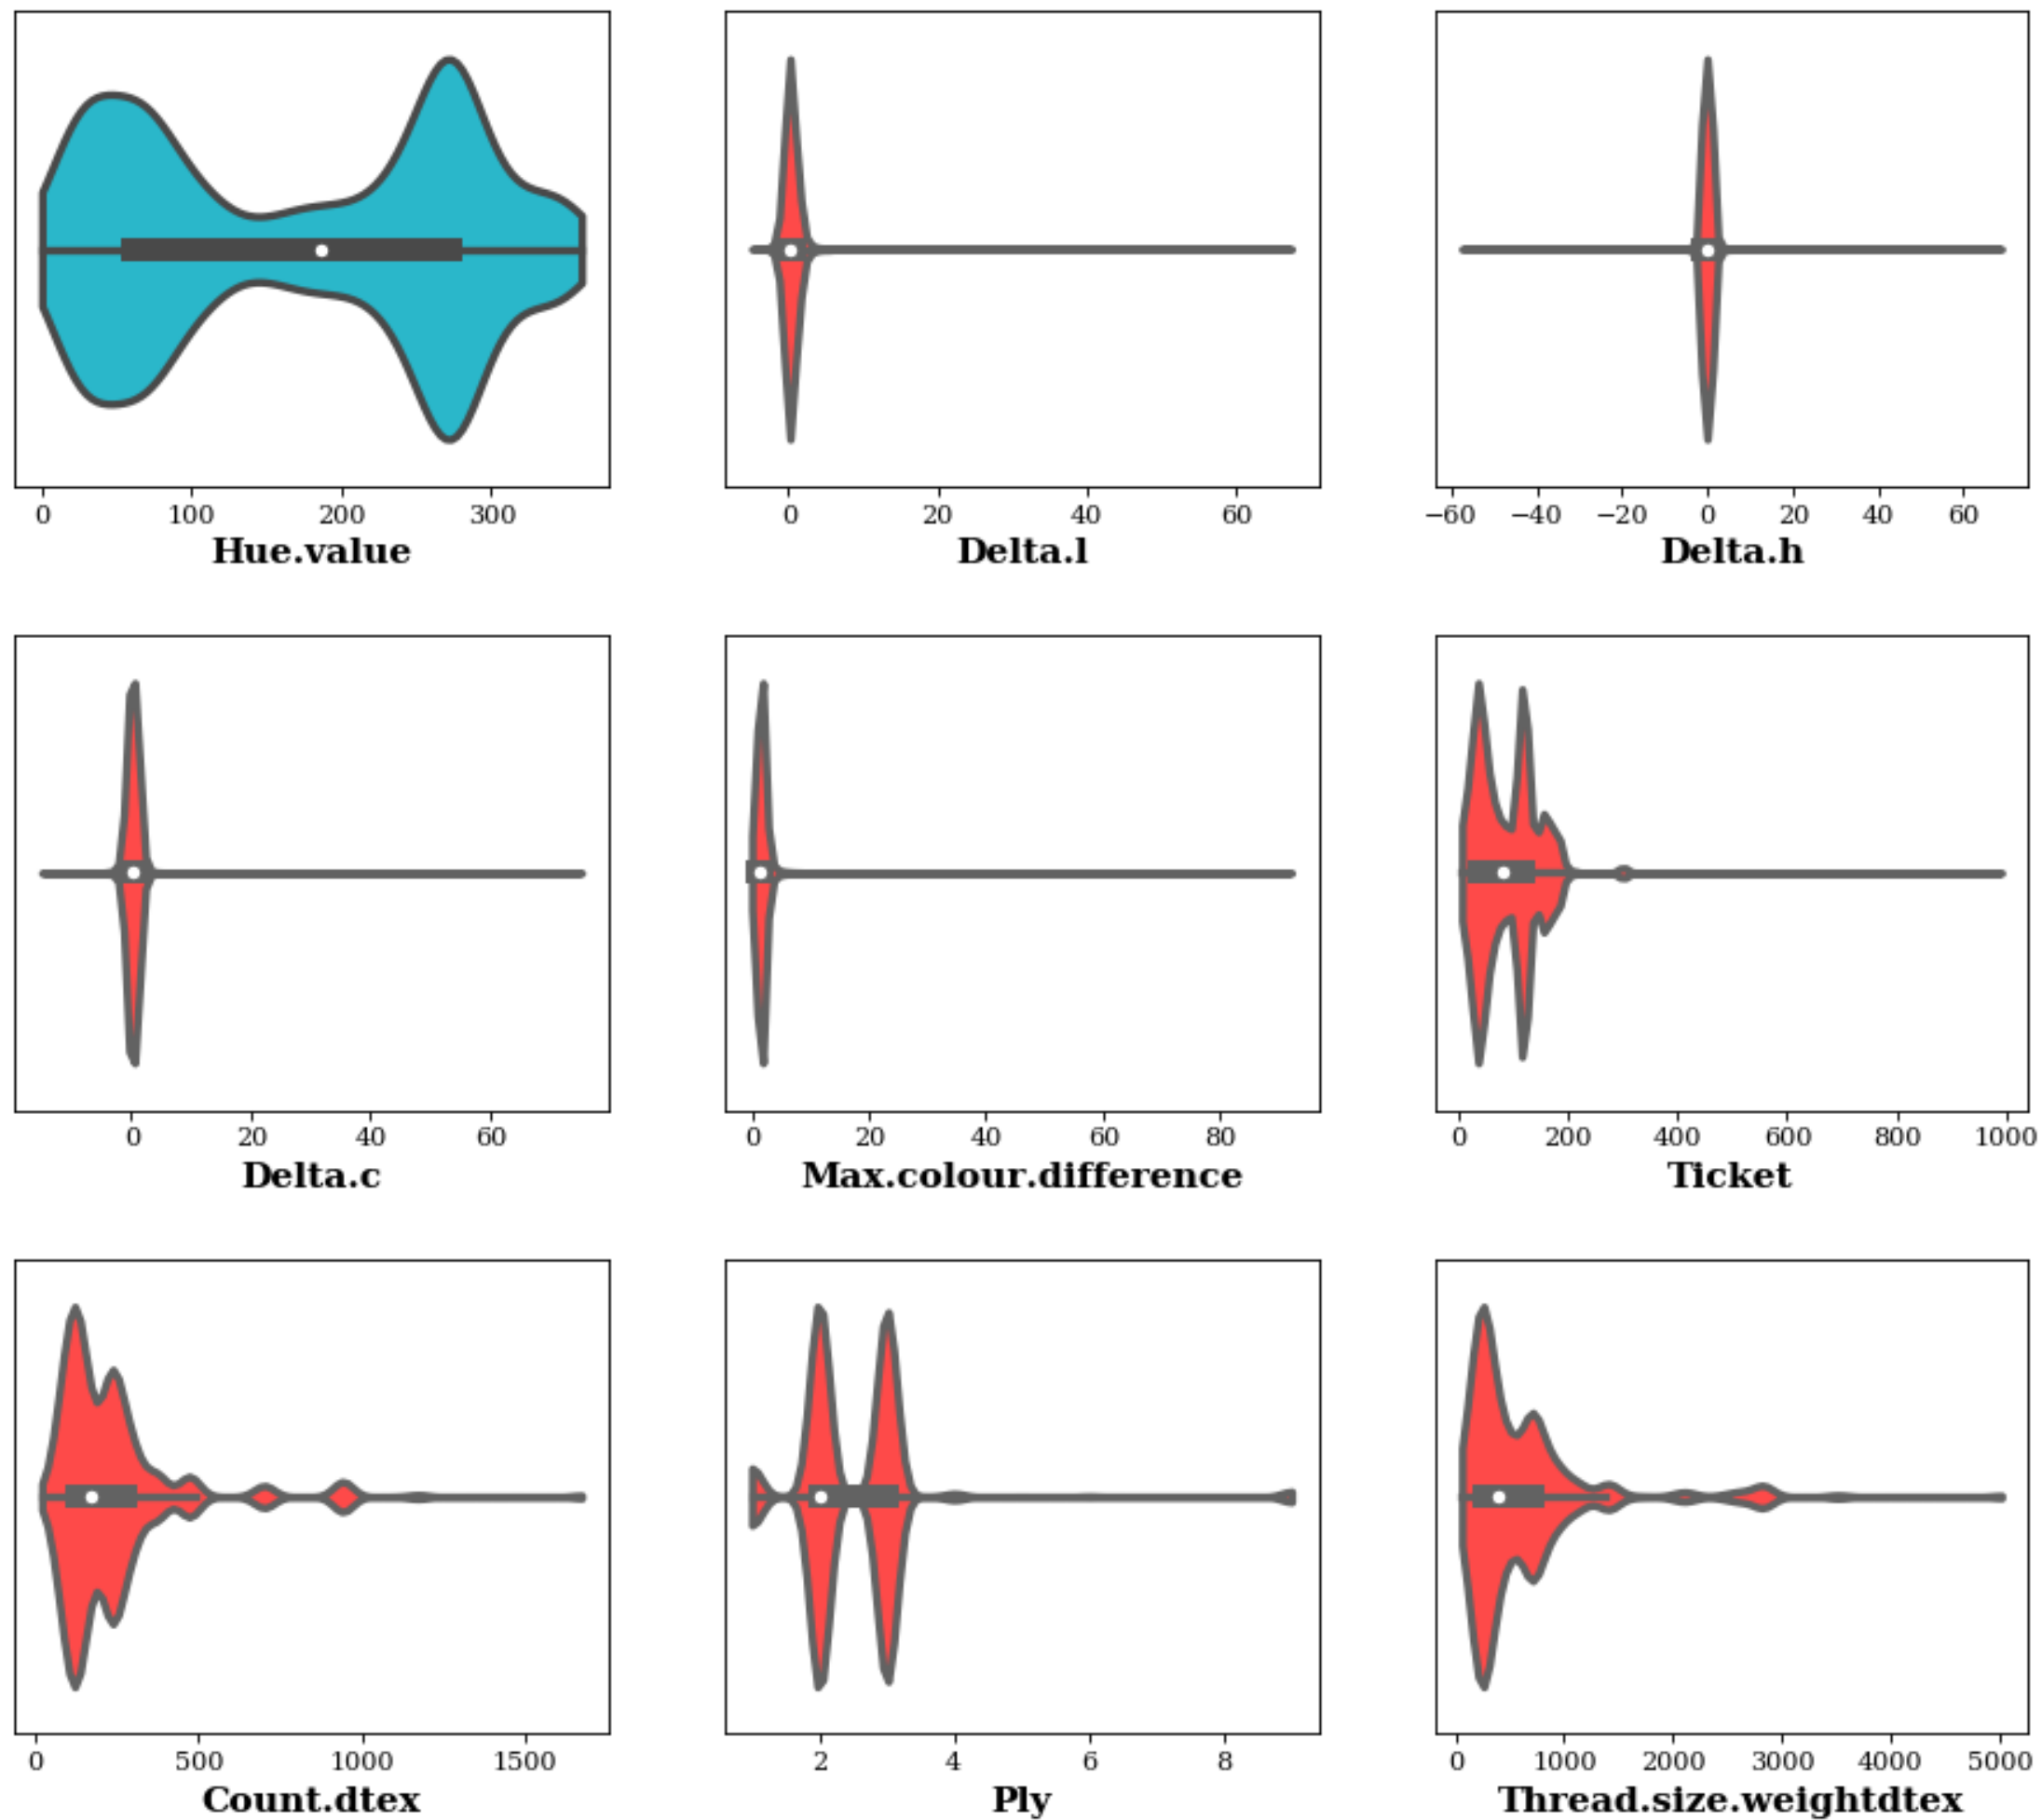 0 100 200 300
Hue.value
0 20 40 60
Delta.l
−60 −40 −20 0 20 40 60
Delta.h
0 20 40 60
Delta.c
0 20 40 60 80
Max.colour.difference
0 200 400 600 800 1000
Ticket
0 500 1000 1500
Count.dtex
2 4 6 8
Ply
0 1000 2000 3000 4000 5000
Thread.size.weightdtex